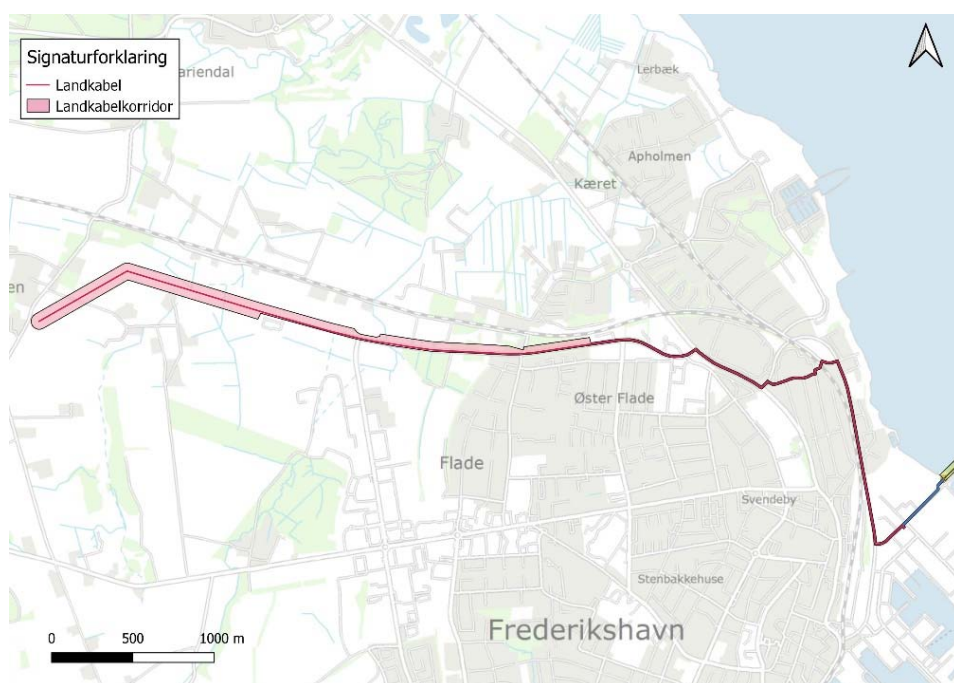 Signaturforklaring
Landkabel
Landkabelkorridor
ariendal
Lerbæk
Apholmen
Kæret
en
Øster Flade
Flade
Svendeby
Stenbakkehuse
Frederikshavn
0 500 1000 m